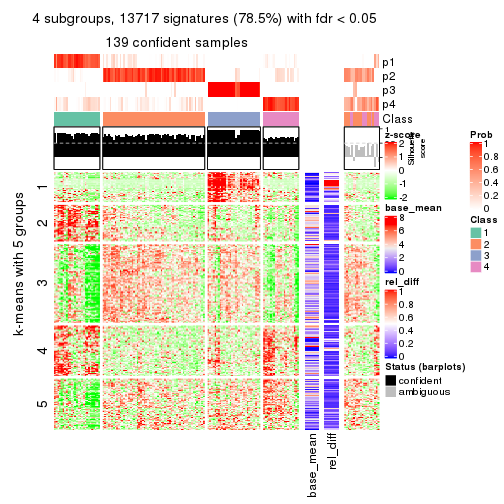 4 subgroups, 13717 signatures (78.5%) with fdr < 0.05
139 confident samples
p1
p2
p3
p4
Class
1
Silhouette
score
z-score
2
1
0
-1
-2
base_mean
8
6
4
2
0
rel_diff
1
0.8
0.6
0.4
0.2
0
Status (barplots)
confident
ambiguous
Prob
1
0.8
0.6
0.4
0.2
0
Class
1
2
3
4
k-means with 5 groups
1
2
3
4
5
base_mean
rel_diff